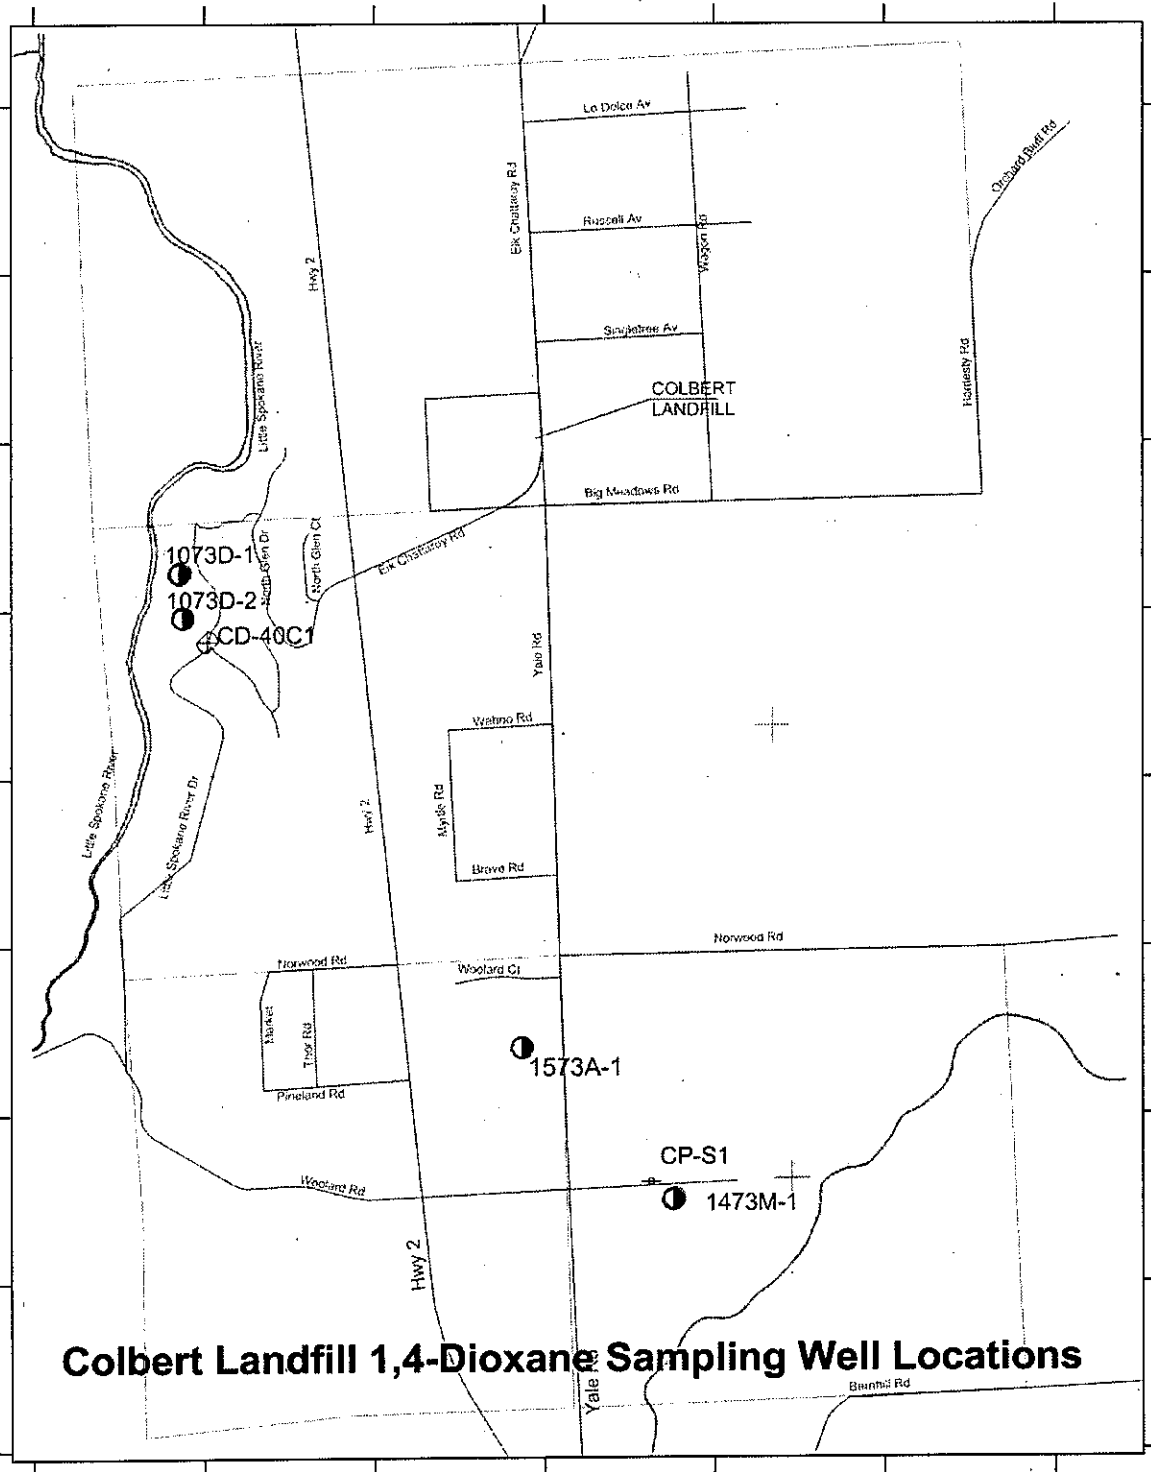 Le Dolce Av
Orchard Bluff Rd
Elk Chattaroy Rd
Russell Av
Wagon Rd
Hwy 2
Singletree Av
Little Spokane River
Hardesty Rd
COLBERT
LANDFILL
Big Meadows Rd
1073D-1
North Glen Dr
North Glen Ct
Elk Chattaroy Rd
1073D-2
CD-40C1
Yale Rd
Wahoo Rd
Little Spokane River
Little Spokane River Dr
Hwy 2
Myrtle Rd
Brave Rd
Norwood Rd
Norwood Rd
Woolard Ct
Market
Thor Rd
1573A-1
Pineland Rd
CP-S1
Woolard Rd
1473M-1
Hwy 2
Colbert Landfill 1,4-Dioxane Sampling Well Locations
Yale Rd
Bernhill Rd